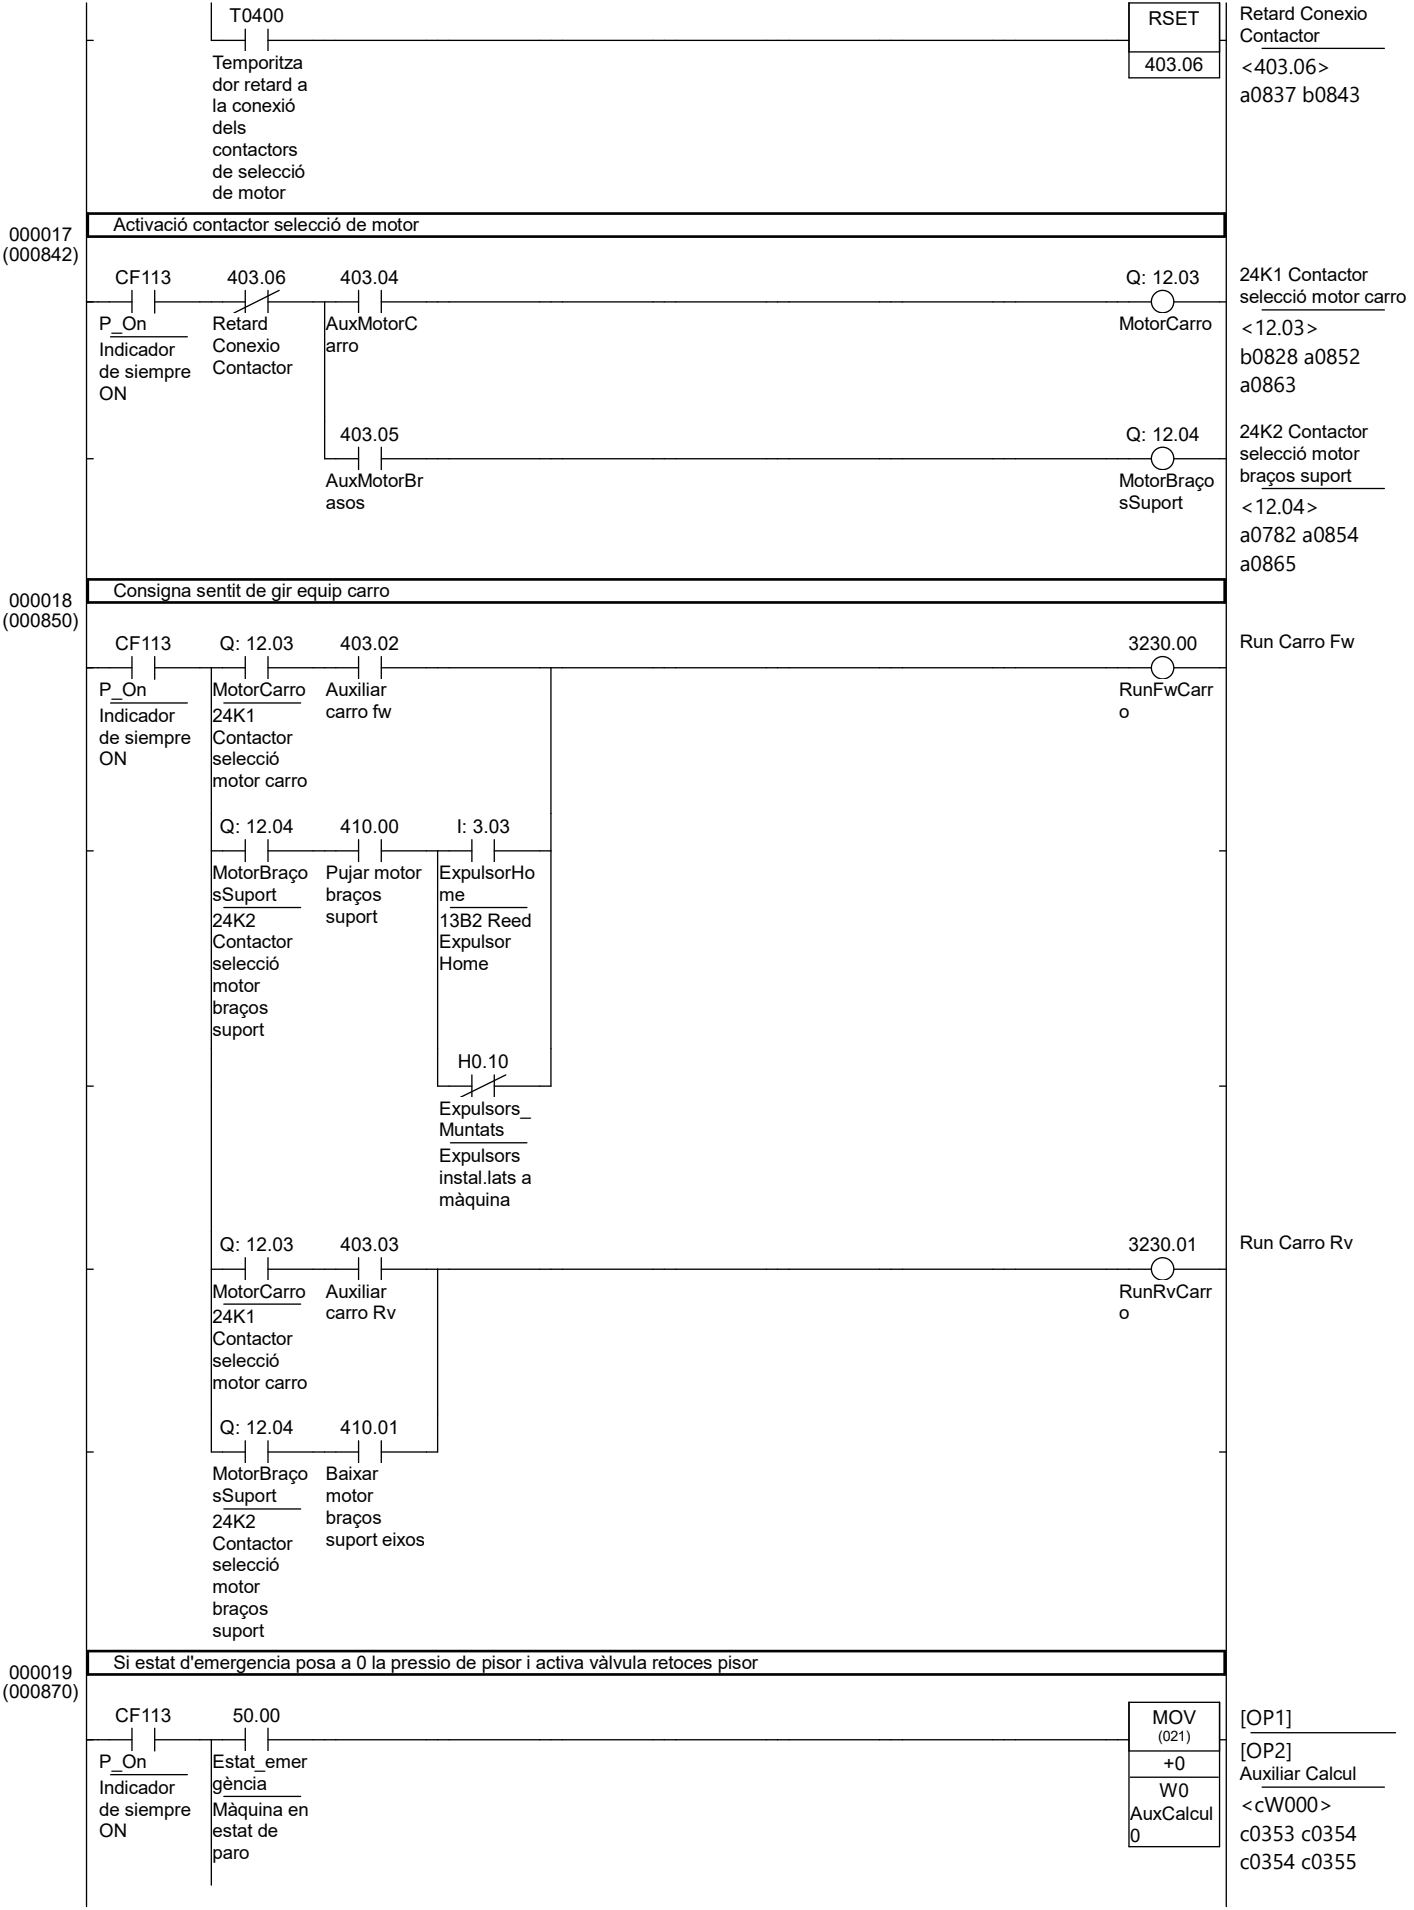 T0400
RSET
403.06
Temporitza
dor retard a
la conexió
dels
contactors
de selecció
de motor
Retard Conexio
Contactor
<403.06>
a0837 b0843
000017
(000842)
Activació contactor selecció de motor
CF113
403.06
403.04
Q: 12.03
P_On
Indicador
de siempre
ON
Retard
Conexio
Contactor
AuxMotorC
arro
MotorCarro
24K1 Contactor
selecció motor carro
<12.03>
b0828 a0852
a0863
403.05
Q: 12.04
AuxMotorBr
asos
MotorBraço
sSuport
24K2 Contactor
selecció motor
braços suport
<12.04>
a0782 a0854
a0865
000018
(000850)
Consigna sentit de gir equip carro
CF113
Q: 12.03
403.02
3230.00
P_On
Indicador
de siempre
ON
MotorCarro
24K1
Contactor
selecció
motor carro
Auxiliar
carro fw
RunFwCarr
o
Run Carro Fw
Q: 12.04
410.00
I: 3.03
MotorBraço
sSuport
24K2
Contactor
selecció
motor
braços
suport
Pujar motor
braços
suport
ExpulsorHo
me
13B2 Reed
Expulsor
Home
H0.10
Expulsors_
Muntats
Expulsors
instal.lats a
màquina
Q: 12.03
403.03
3230.01
MotorCarro
24K1
Contactor
selecció
motor carro
Auxiliar
carro Rv
RunRvCarr
o
Run Carro Rv
Q: 12.04
410.01
MotorBraço
sSuport
24K2
Contactor
selecció
motor
braços
suport
Baixar
motor
braços
suport eixos
000019
(000870)
Si estat d'emergencia posa a 0 la pressio de pisor i activa vàlvula retoces pisor
CF113
50.00
P_On
Indicador
de siempre
ON
Estat_emer
gència
Màquina en
estat de
paro
MOV
(021)
+0
W0
AuxCalcul
0
[OP1]
[OP2]
Auxiliar Calcul
<cW000>
c0353 c0354
c0354 c0355